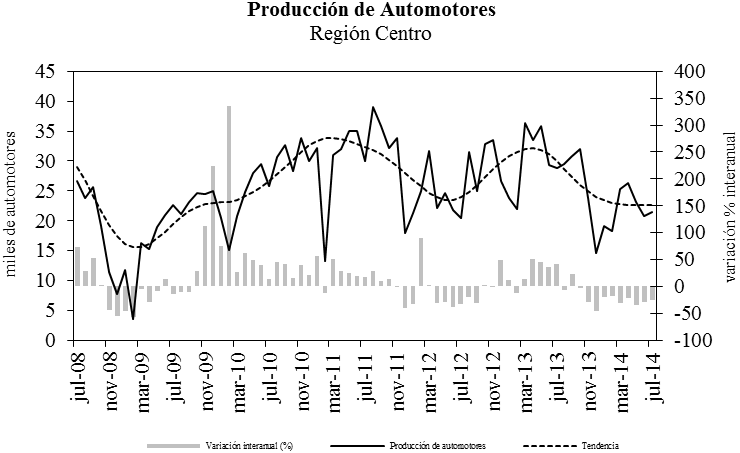 Producción de Automotores
Región Centro
miles de automotores
45
40
35
30
25
20
15
10
5
0
400
350
300
250
200
150
100
50
0
-50
-100
variación % interanual
jul-08
nov-08
mar-09
jul-09
nov-09
mar-10
jul-10
nov-10
mar-11
jul-11
nov-11
mar-12
jul-12
nov-12
mar-13
jul-13
nov-13
mar-14
jul-14
Variación interanual (%)
Producción de automotores
Tendencia